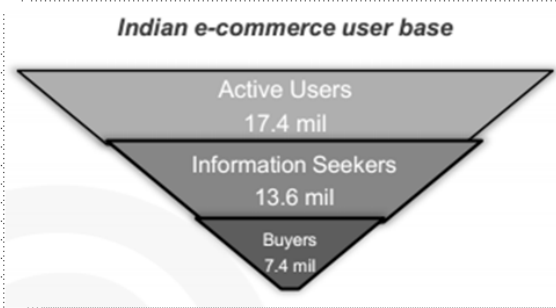 Indian e-commerce user base
Active Users
17.4 mil
Information Seekers
13.6 mil
Buyers
7.4 mil